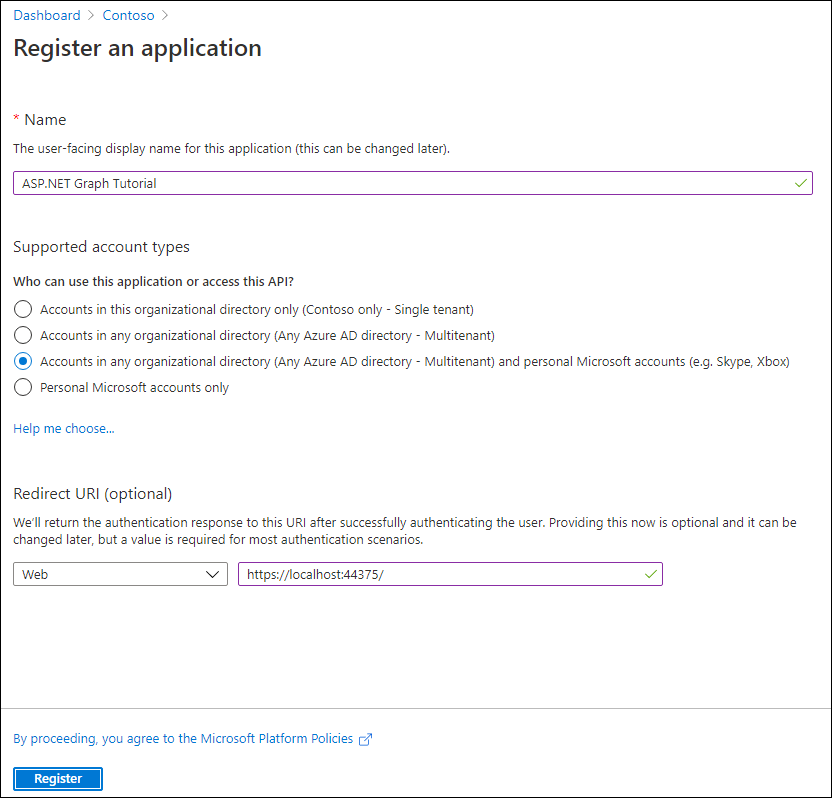 Dashboard > Contoso >
Register an application
* Name
The user-facing display name for this application (this can be changed later).
ASP.NET Graph Tutorial
Supported account types
Who can use this application or access this API?
Accounts in this organizational directory only (Contoso only - Single tenant)
Accounts in any organizational directory (Any Azure AD directory - Multitenant)
Accounts in any organizational directory (Any Azure AD directory - Multitenant) and personal Microsoft accounts (e.g. Skype, Xbox)
Personal Microsoft accounts only
Help me choose...
Redirect URI (optional)
We'll return the authentication response to this URI after successfully authenticating the user. Providing this now is optional and it can be
changed later, but a value is required for most authentication scenarios.
Web https://localhost:44375/
By proceeding, you agree to the Microsoft Platform Policies
Register